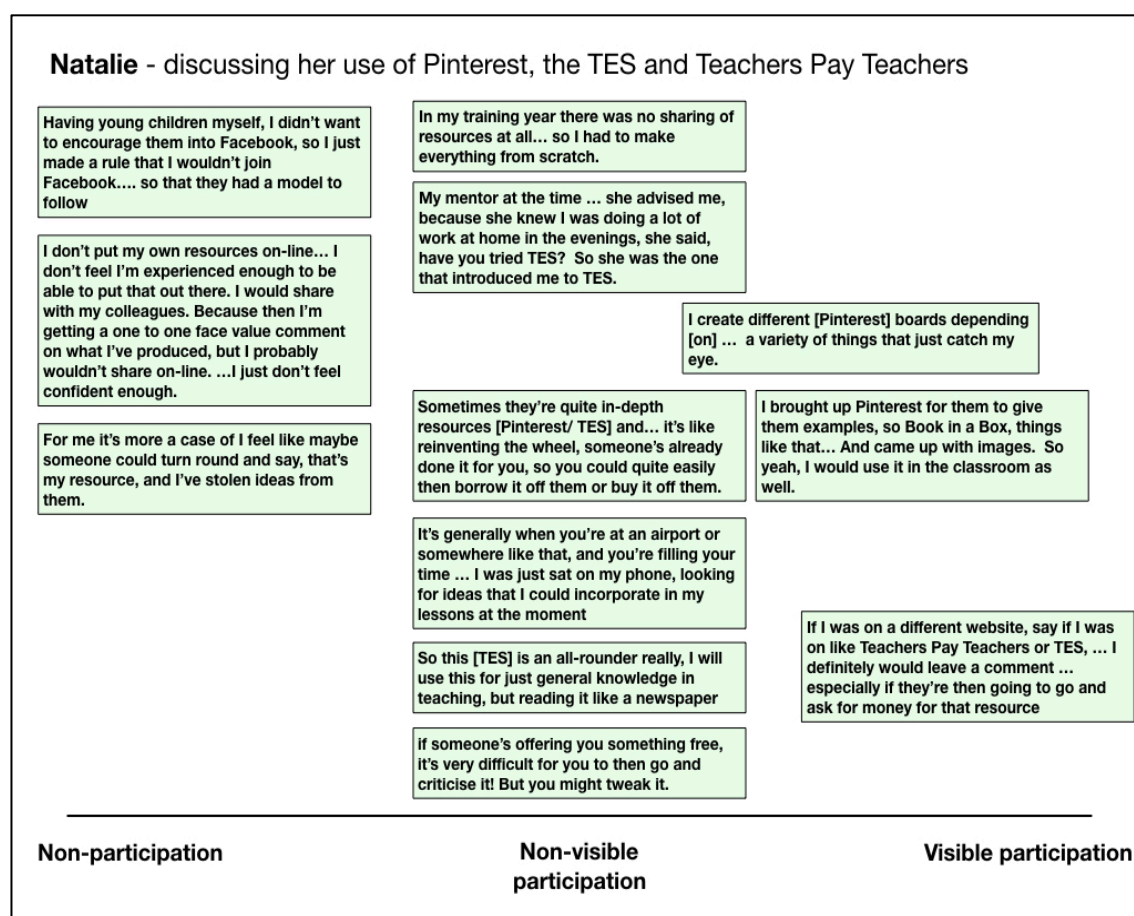 Natalie - discussing her use of Pinterest, the TES and Teachers Pay Teachers
Having young children myself, I didn't want
to encourage them into Facebook, so I just
made a rule that I wouldn't join
Facebook.... so that they had a model to
follow
I don't put my own resources on-line... I
don't feel I'm experienced enough to be
able to put that out there. I would share
with my colleagues. Because then I'm
getting a one to one face value comment
on what I've produced, but I probably
wouldn't share on-line. ...I just don't feel
confident enough.
For me it's more a case of I feel like maybe
someone could turn round and say, that's
my resource, and I've stolen ideas from
them.
In my training year there was no sharing of
resources at all... so I had to make
everything from scratch.
My mentor at the time ... she advised me,
because she knew I was doing a lot of
work at home in the evenings, she said,
have you tried TES?  So she was the one
that introduced me to TES.
I create different [Pinterest] boards depending
[on] ...  a variety of things that just catch my
eye.
Sometimes they're quite in-depth
resources [Pinterest/ TES] and... it's like
reinventing the wheel, someone's already
done it for you, so you could quite easily
then borrow it off them or buy it off them.
I brought up Pinterest for them to give
them examples, so Book in a Box, things
like that... And came up with images.  So
yeah, I would use it in the classroom as
well.
It's generally when you're at an airport or
somewhere like that, and you're filling your
time ... I was just sat on my phone, looking
for ideas that I could incorporate in my
lessons at the moment
If I was on a different website, say if I was
on like Teachers Pay Teachers or TES, ... I
definitely would leave a comment ...
especially if they're then going to go and
ask for money for that resource
So this [TES] is an all-rounder really, I will
use this for just general knowledge in
teaching, but reading it like a newspaper
if someone's offering you something free,
it's very difficult for you to then go and
criticise it! But you might tweak it.
Non-participation
Non-visible
participation
Visible participation